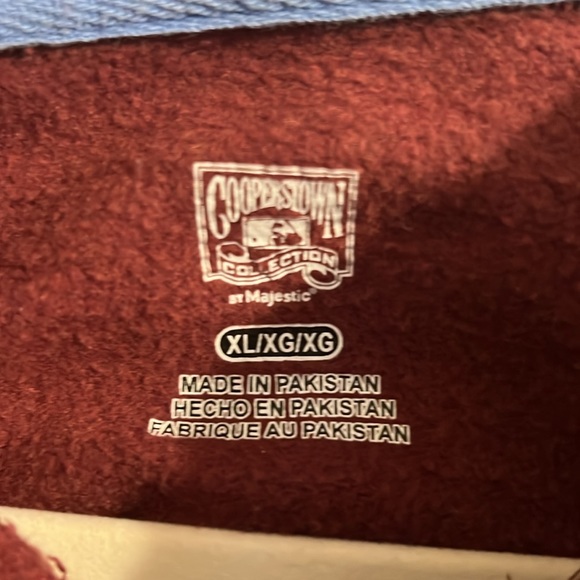 COOPERSTOWN
COLLECTION
BY Majestic®
XL/XG/XG
MADE IN PAKISTAN
HECHO EN PAKISTAN
FABRIQUE AU PAKISTAN